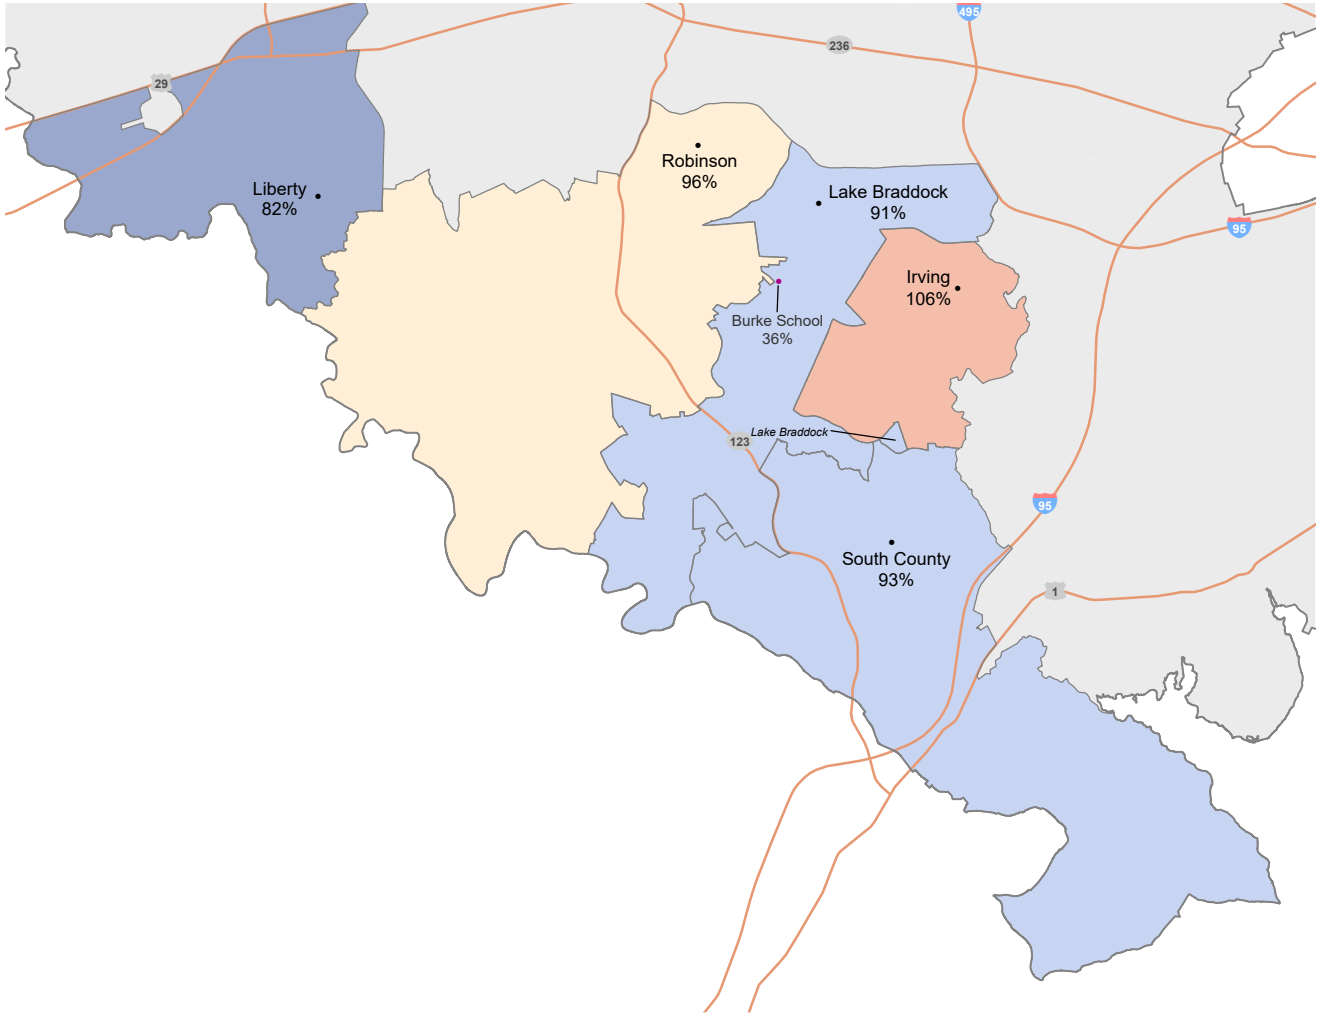 495
236
29
Robinson
96%
Liberty
82%
Lake Braddock
91%
95
Irving
106%
Burke School
36%
Lake Braddock
123
95
South County
93%
1